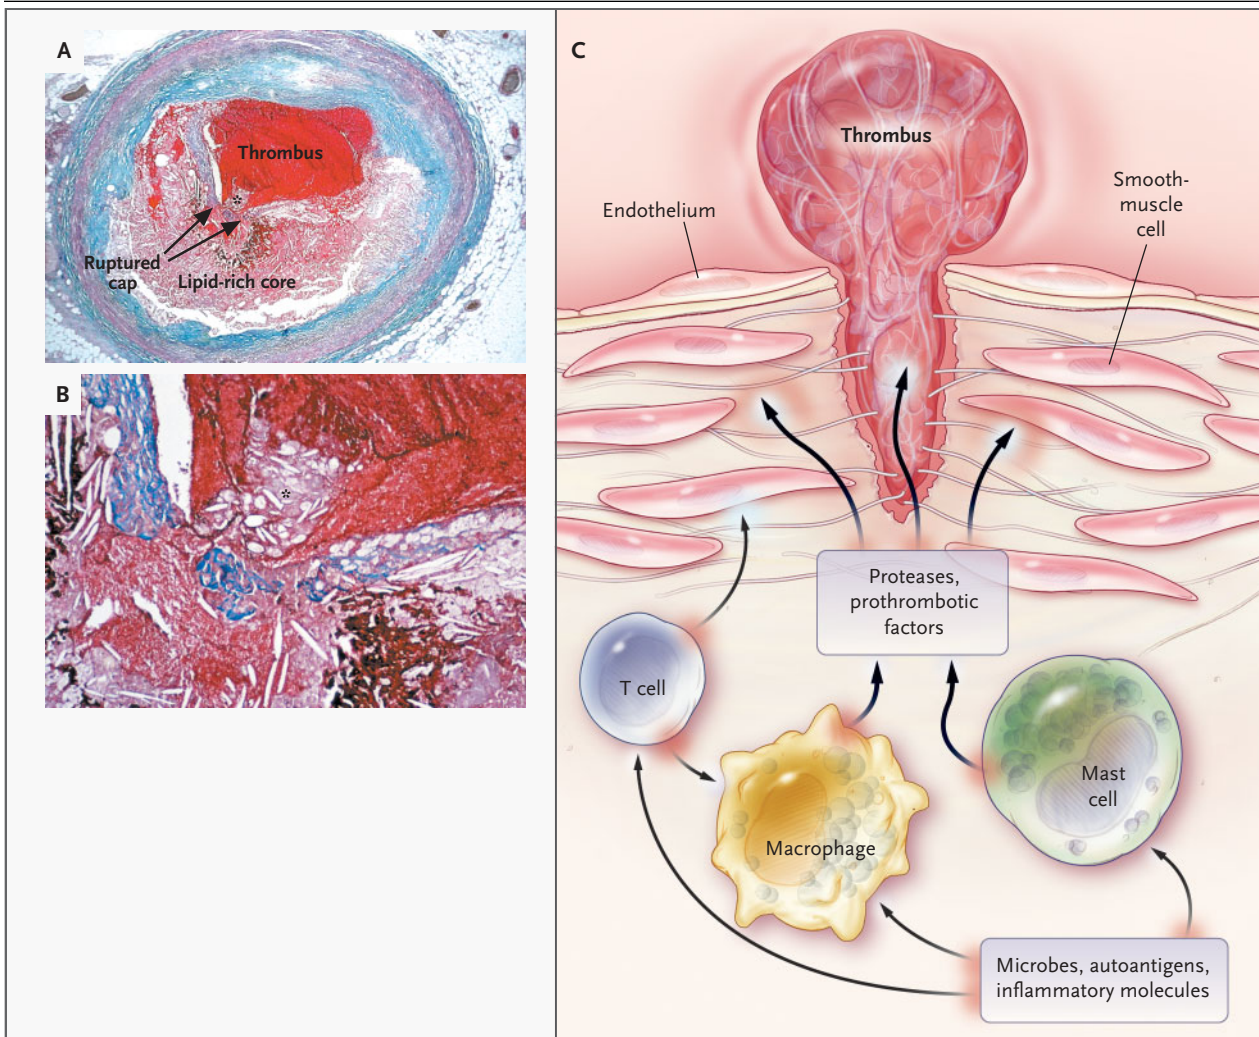 A
Thrombus
*
Ruptured
cap
Lipid-rich core
B
*
C
Thrombus
Smooth-
muscle
cell
Endothelium
Proteases,
prothrombotic
factors
T cell
Mast
cell
Macrophage
Microbes, autoantigens,
inflammatory molecules